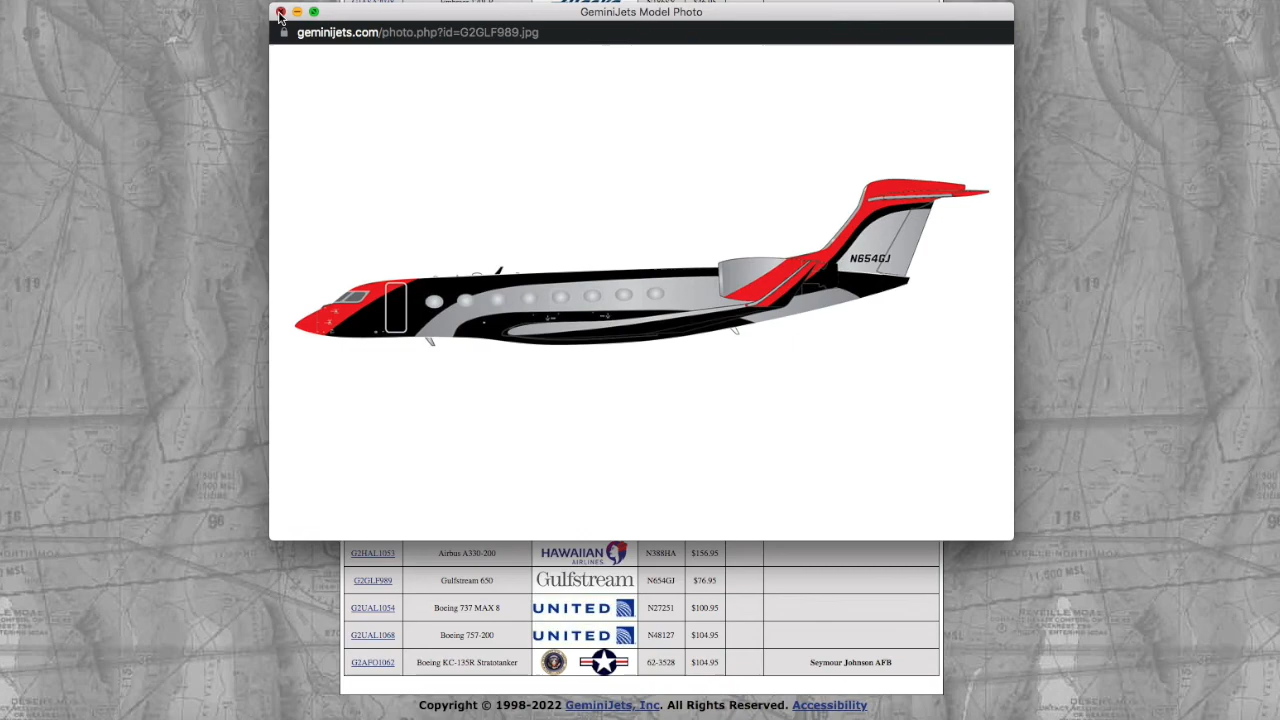 GeminiJets Model Photo
geminijets.com/photo.php?id=G2GLF989.jpg
N654GJ
G2HAL1053 Airbus A330-200 HAWAIIAN AIRLINES N388HA $156.95
G2GLF989 Gulfstream 650 Gulfstream N654GJ $76.95
G2UAL1054 Boeing 737 MAX 8 UNITED N27251 $100.95
G2UAL1068 Boeing 757-200 UNITED N48127 $104.95
G2AFO1062 Boeing KC-135R Stratotanker 62-3528 $104.95 Seymour Johnson AFB
Copyright © 1998-2022 GeminiJets, Inc. All Rights Reserved. Accessibility